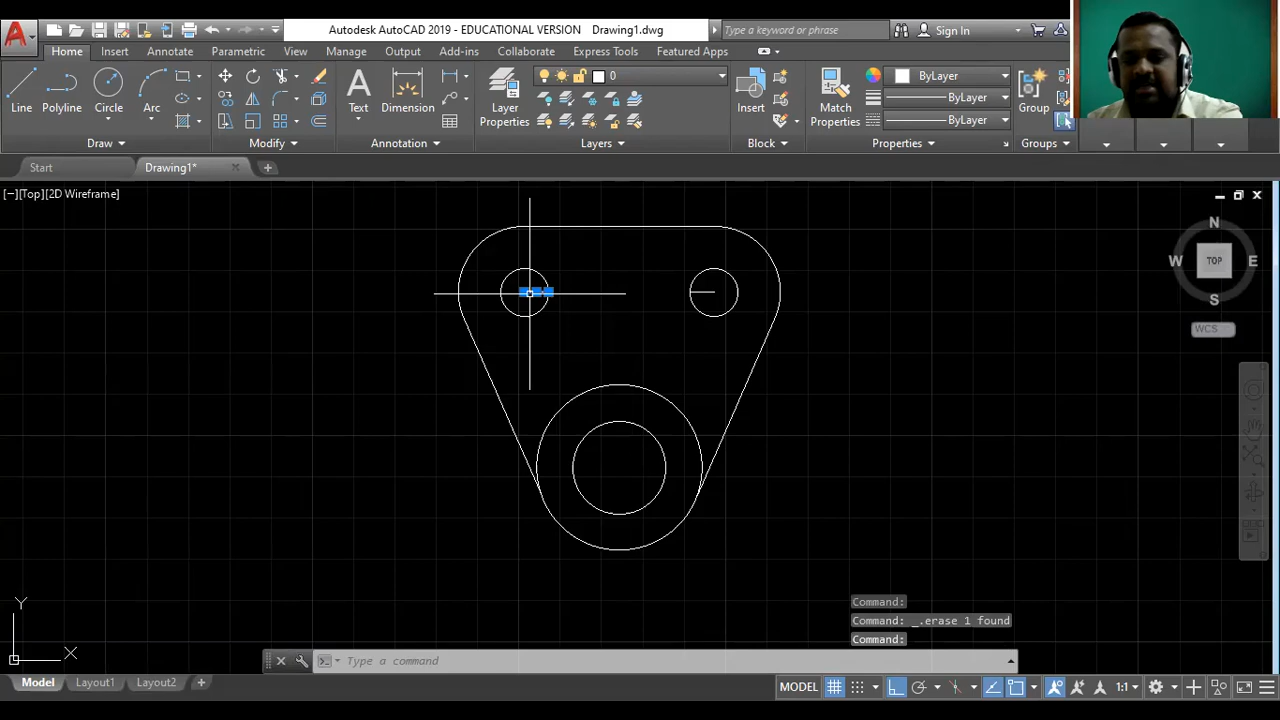 A Autodesk AutoCAD 2019 - EDUCATIONAL VERSION Drawing1.dwg Type a keyword or phrase Sign In
Home Insert Annotate Parametric View Manage Output Add-ins Collaborate Express Tools Featured Apps
0 ByLayer
ByLayer
Line Polyline Circle Arc Text Dimension Layer Properties Insert Match Properties Group
ByLayer
Draw Modify Annotation Layers Block Properties Groups
Start Drawing1*
[−][Top][2D Wireframe]
N
W TOP E
S
WCS
Command:
Command: _.erase 1 found
Command:
Y
X
Type a command
Model Layout1 Layout2 +
MODEL 1:1